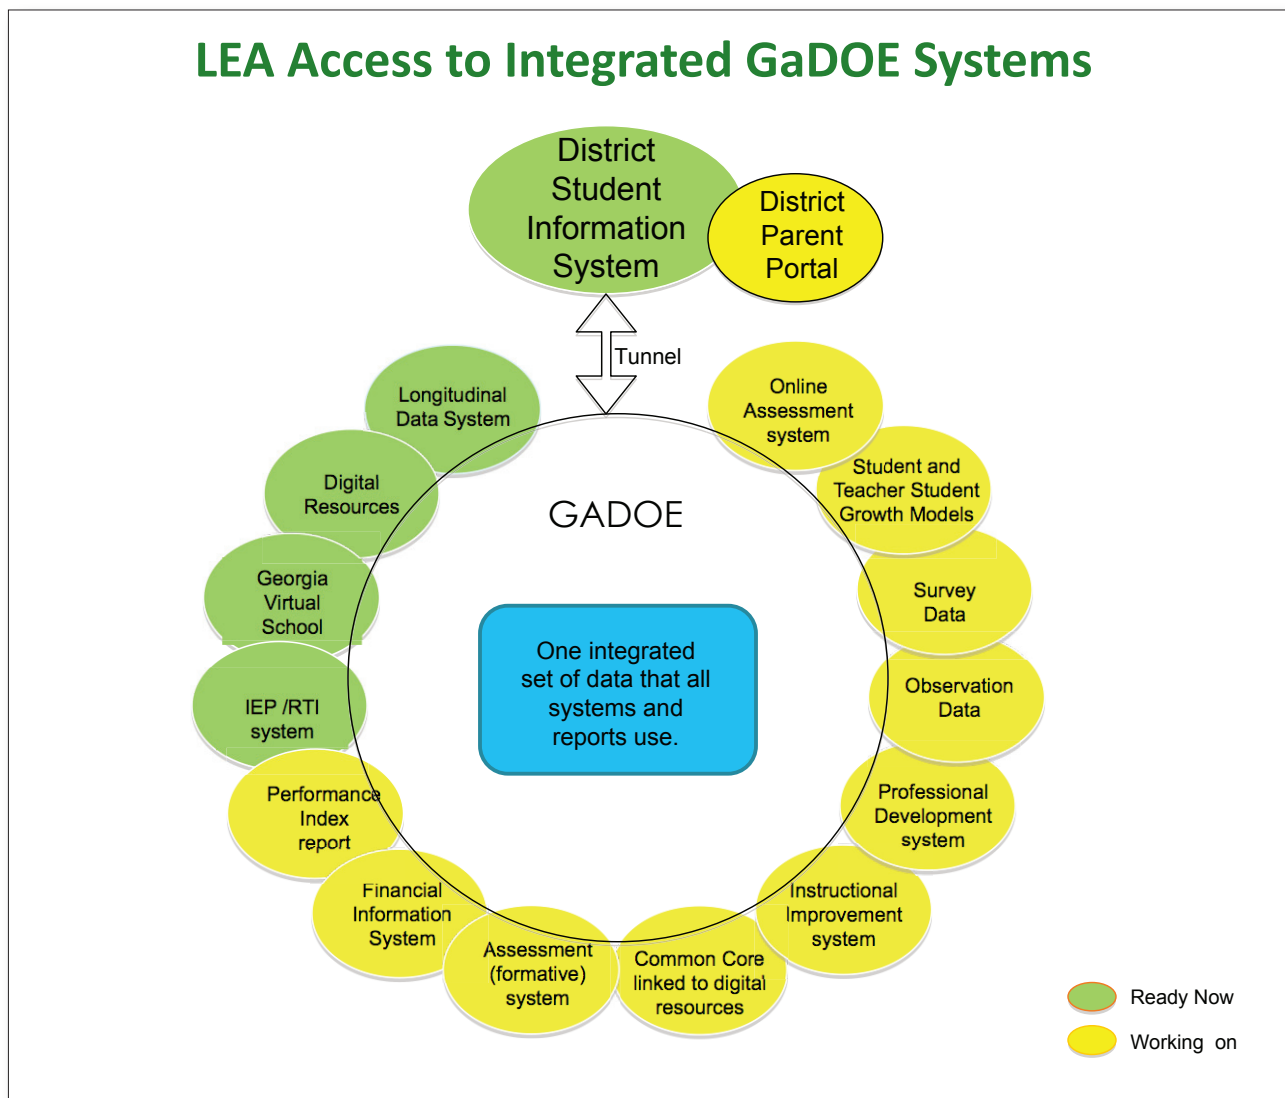 LEA Access to Integrated GaDOE Systems
District
Student
Information
System
District
Parent
Portal
Tunnel
Longitudinal
Data System
Online
Assessment
system
Digital
Resources
Student and
Teacher Student
Growth Models
GADOE
Georgia
Virtual
School
Survey
Data
One integrated
set of data that all
systems and
reports use.
IEP /RTI
system
Observation
Data
Performance
Index
report
Professional
Development
system
Financial
Information
System
Instructional
Improvement
system
Assessment
(formative)
system
Common Core
linked to digital
resources
Ready Now
Working on